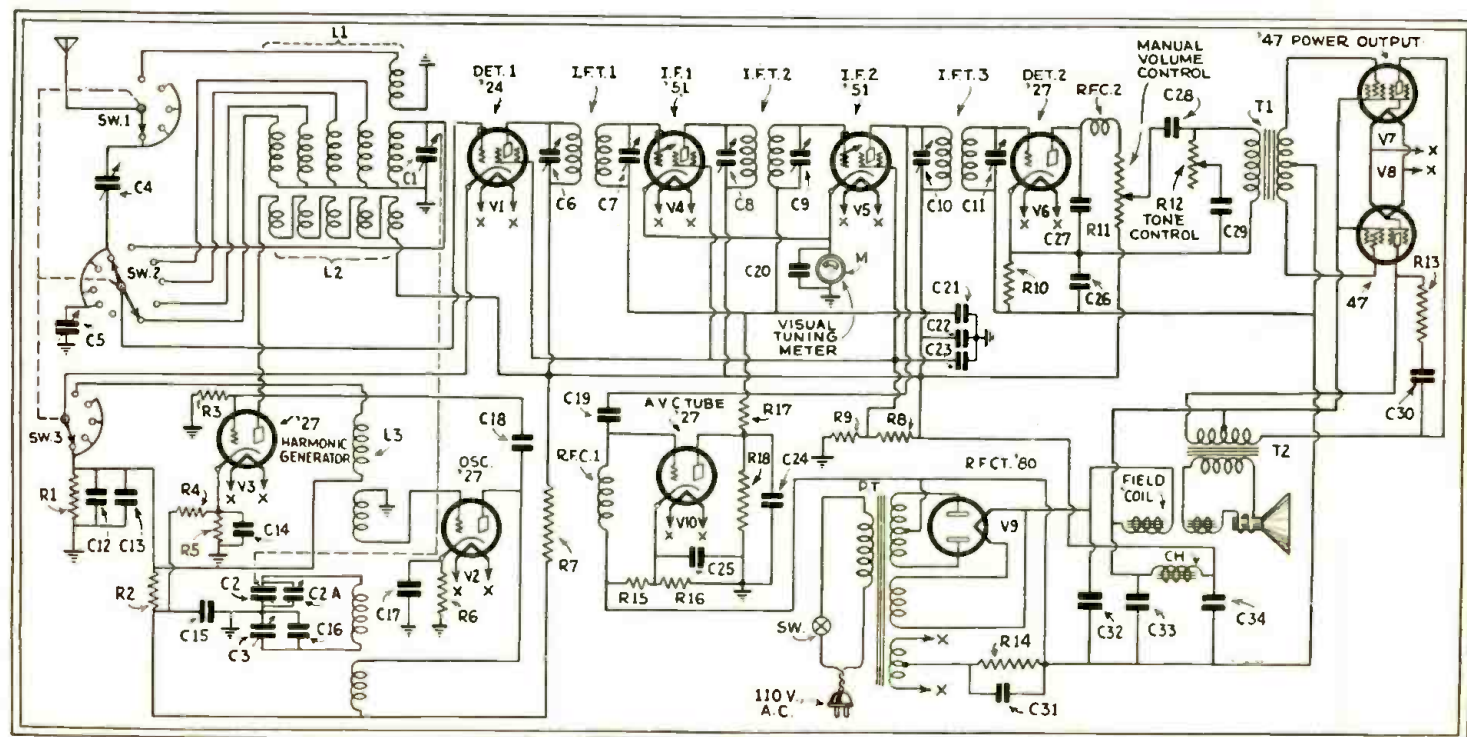 L1
DET. 1
'24
I.F.T. 1
I.F. 1
'51
I.F.T. 2
I.F. 2
'51
I.F.T. 3
DET. 2
'27
R.F.C. 2
MANUAL
VOLUME
CONTROL
C28
T1
'47 POWER OUTPUT
SW.1
C4
C1
V1
X X
C6
C7
V4
X X
C8
C9
V5
X X
C10
C11
V6
X X
C27
R11
R12
TONE
CONTROL
C29
V7
X
V8
X
SW.2
L2
C5
C20
M
VISUAL
TUNING
METER
C21
C22
C23
R10
C26
47
R13
C30
SW.3
R3
'27
HARMONIC
GENERATOR
V3
X X
L3
C18
OSC.
'27
V2
X X
R1
C12
C13
R4
R5
C14
R2
C15
C2
C2A
C3
C16
C17
R6
R7
C19
A.V.C. TUBE
'27
R17
R9
R8
R.F.C. 1
V10
X X
R18
C24
R15
C25
R16
P.T.
RFCT. '80
V9
SW.
110 V.
A.C.
X
X
R14
C31
FIELD
COIL
T2
CH
C32
C33
C34